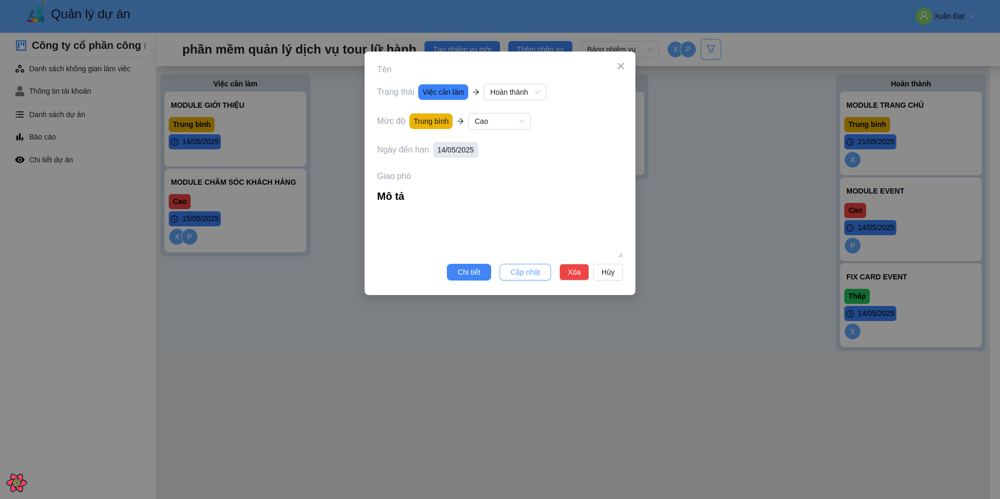 Quản lý dự án
Xuân Đạt
Công ty cổ phần công
Danh sách không gian làm việc
Thông tin tài khoản
Danh sách dự án
Báo cáo
Chi tiết dự án
phần mềm quản lý dịch vụ tour lữ hành
Tạo nhiệm vụ mới
Thêm nhân sự
Bảng nhiệm vụ
X
P
Việc cần làm
MODULE GIỚI THIỆU
Trung bình
14/05/2025
MODULE CHĂM SÓC KHÁCH HÀNG
Cao
15/05/2025
X
P
Tên
Trạng thái Việc cần làm → Hoàn thành
Mức độ Trung bình → Cao
Ngày đến hạn 14/05/2025
Giao phó
Mô tả
Chi tiết
Cập nhật
Xóa
Hủy
Hoàn thành
MODULE TRANG CHỦ
Trung bình
21/05/2025
X
MODULE EVENT
Cao
14/05/2025
P
FIX CARD EVENT
Thấp
14/05/2025
X